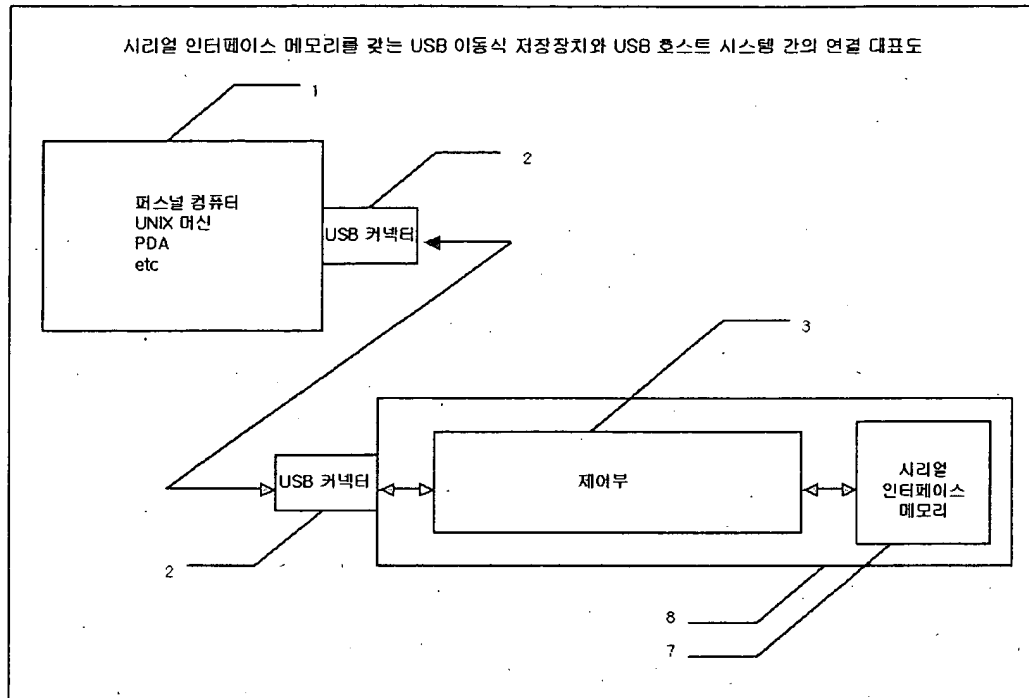 시리얼 인터페이스 메모리를 갖는 USB 이동식 저장장치와 USB 호스트 시스템 간의 연결 대표도
1
2
퍼스널 컴퓨터
UNIX 머신
PDA
etc
USB 커넥터
3
USB 커넥터
제어부
시리얼
인터페이스
메모리
2
8
7